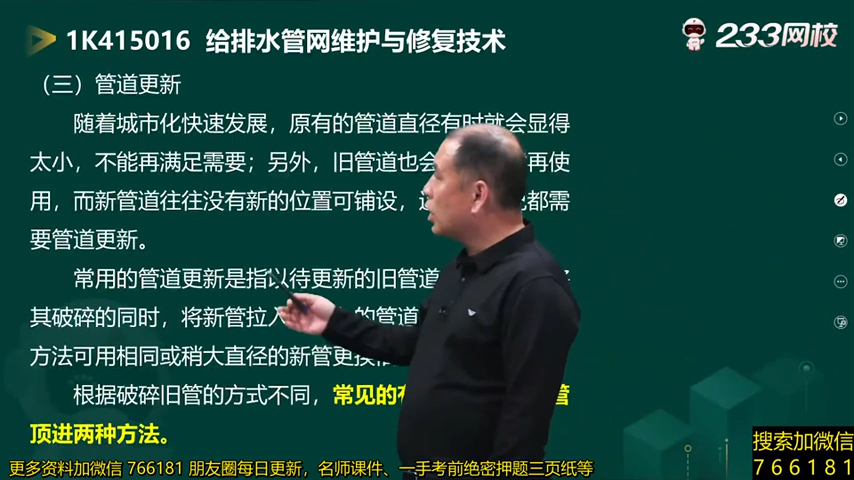 1K415016 给排水管网维护与修复技术
233网校
（三）管道更新
随着城市化快速发展，原有的管道直径有时就会显得
太小，不能再满足需要；另外，旧管道也会 再使
用，而新管道往往没有新的位置可铺设， 都需
要管道更新。
常用的管道更新是指以待更新的旧管道
其破碎的同时，将新管拉入 的管道
方法可用相同或稍大直径的新管更换
根据破碎旧管的方式不同，常见的有 管
顶进两种方法。
搜索加微信
766181
更多资料加微信 766181 朋友圈每日更新，名师课件、一手考前绝密押题三页纸等